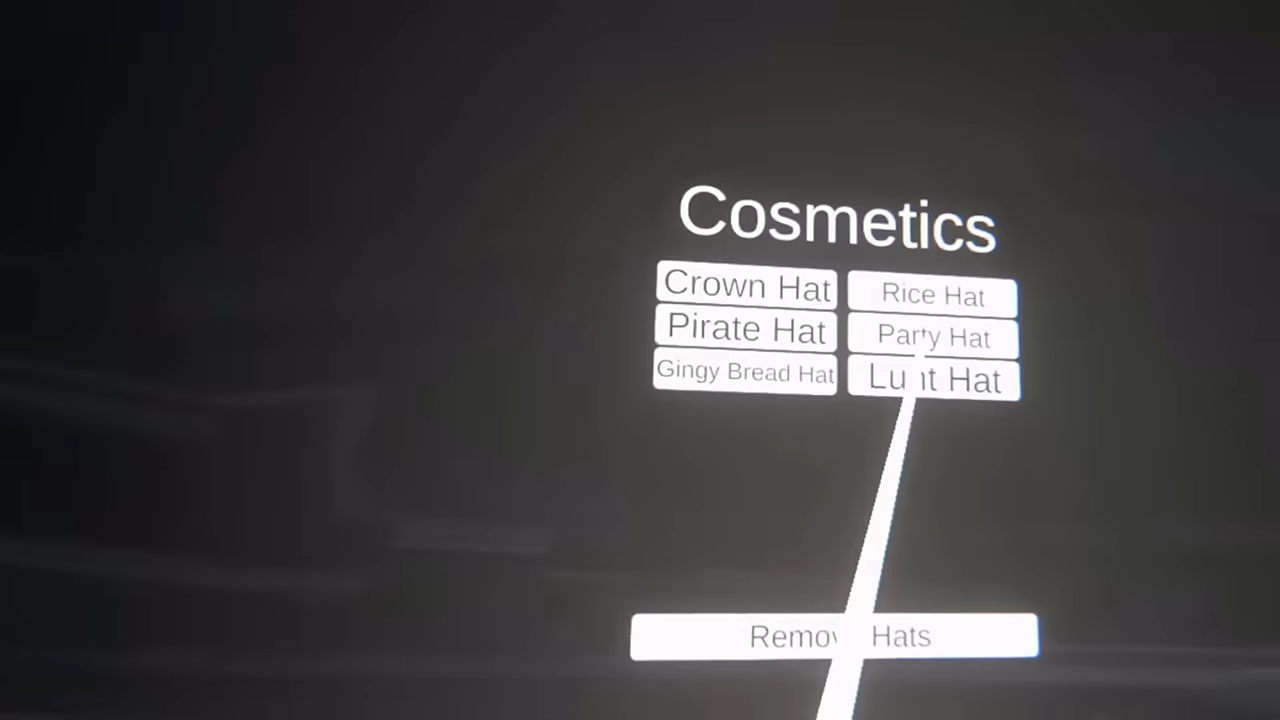 Cosmetics
Crown Hat
Rice Hat
Pirate Hat
Party Hat
Gingy Bread Hat
Hat
Hats